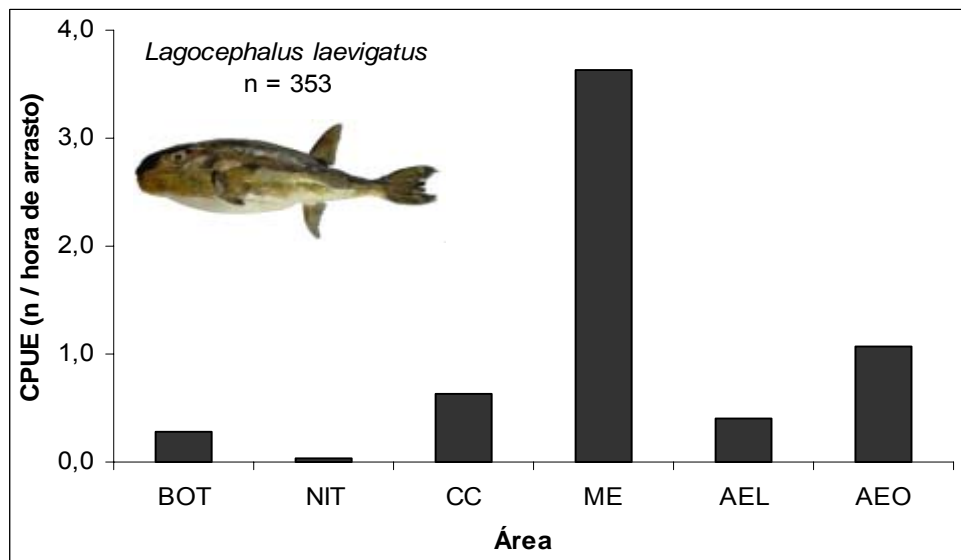 Lagocephalus laevigatus
n = 353
CPUE (n / hora de arrasto)
4,0
3,0
2,0
1,0
0,0
BOT NIT CC ME AEL AEO
Área